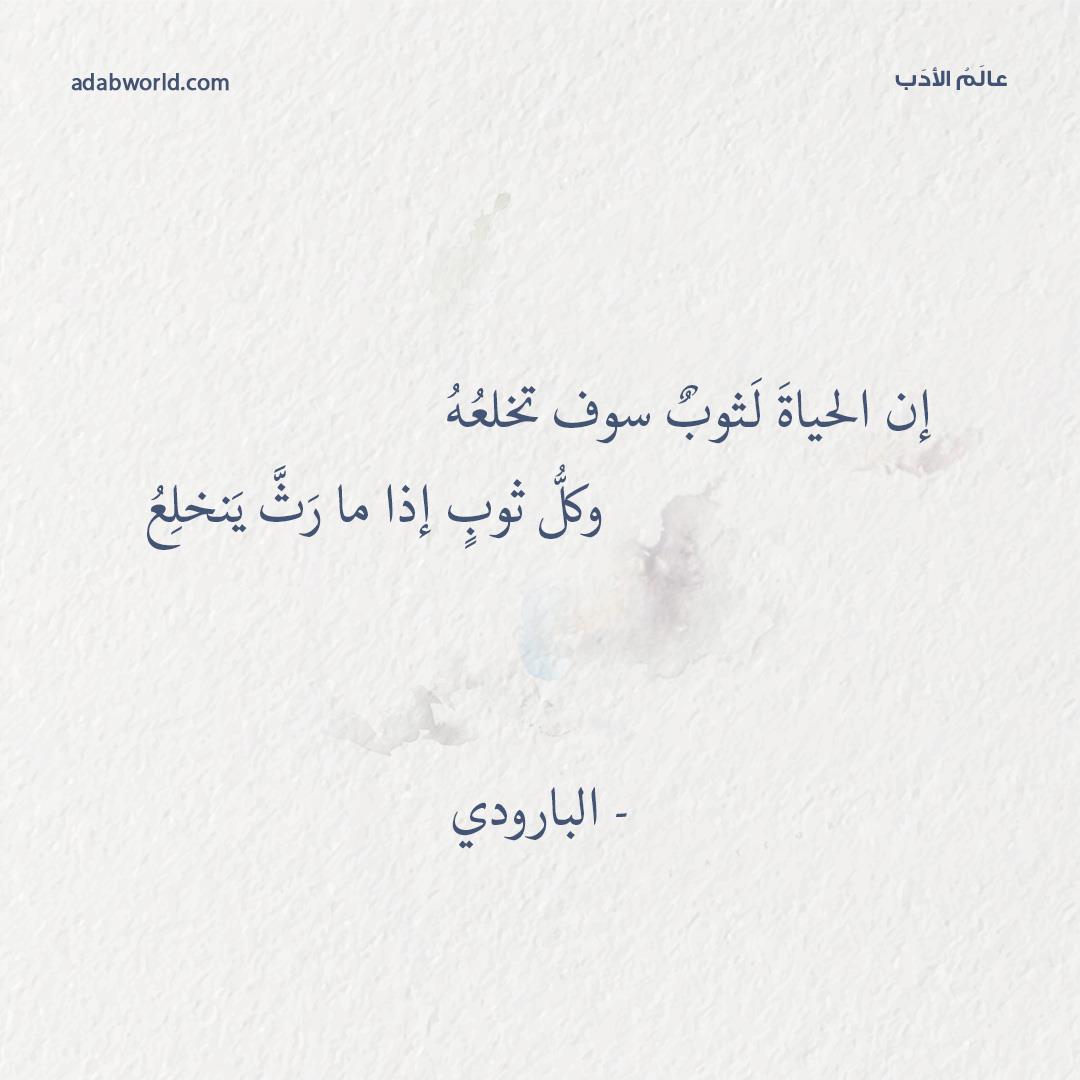 عالَمُ الأدَب
adabworld.com
إن الحياةَ لَثوبٌ سوف تخلعُهُ
وكلُّ ثوبٍ إذا ما رَثَّ يَنخلِعُ
- البارودي